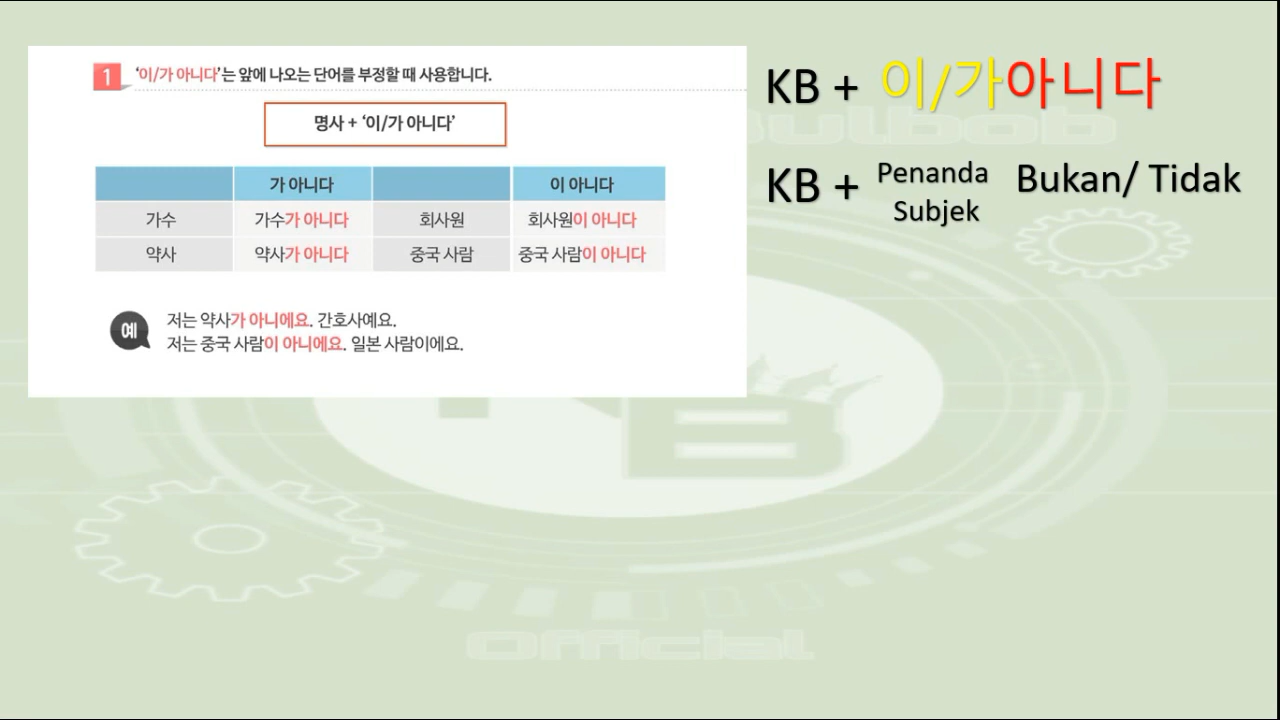 1 '이/가 아니다'는 앞에 나오는 단어를 부정할 때 사용합니다.
명사 + '이/가 아니다'
가 아니다 이 아니다
가수 가수가 아니다 회사원 회사원이 아니다
약사 약사가 아니다 중국 사람 중국 사람이 아니다
예 저는 약사가 아니에요. 간호사예요.
저는 중국 사람이 아니에요. 일본 사람이에요.
KB + 이/가아니다
KB + Penanda Subjek Bukan/ Tidak
Official